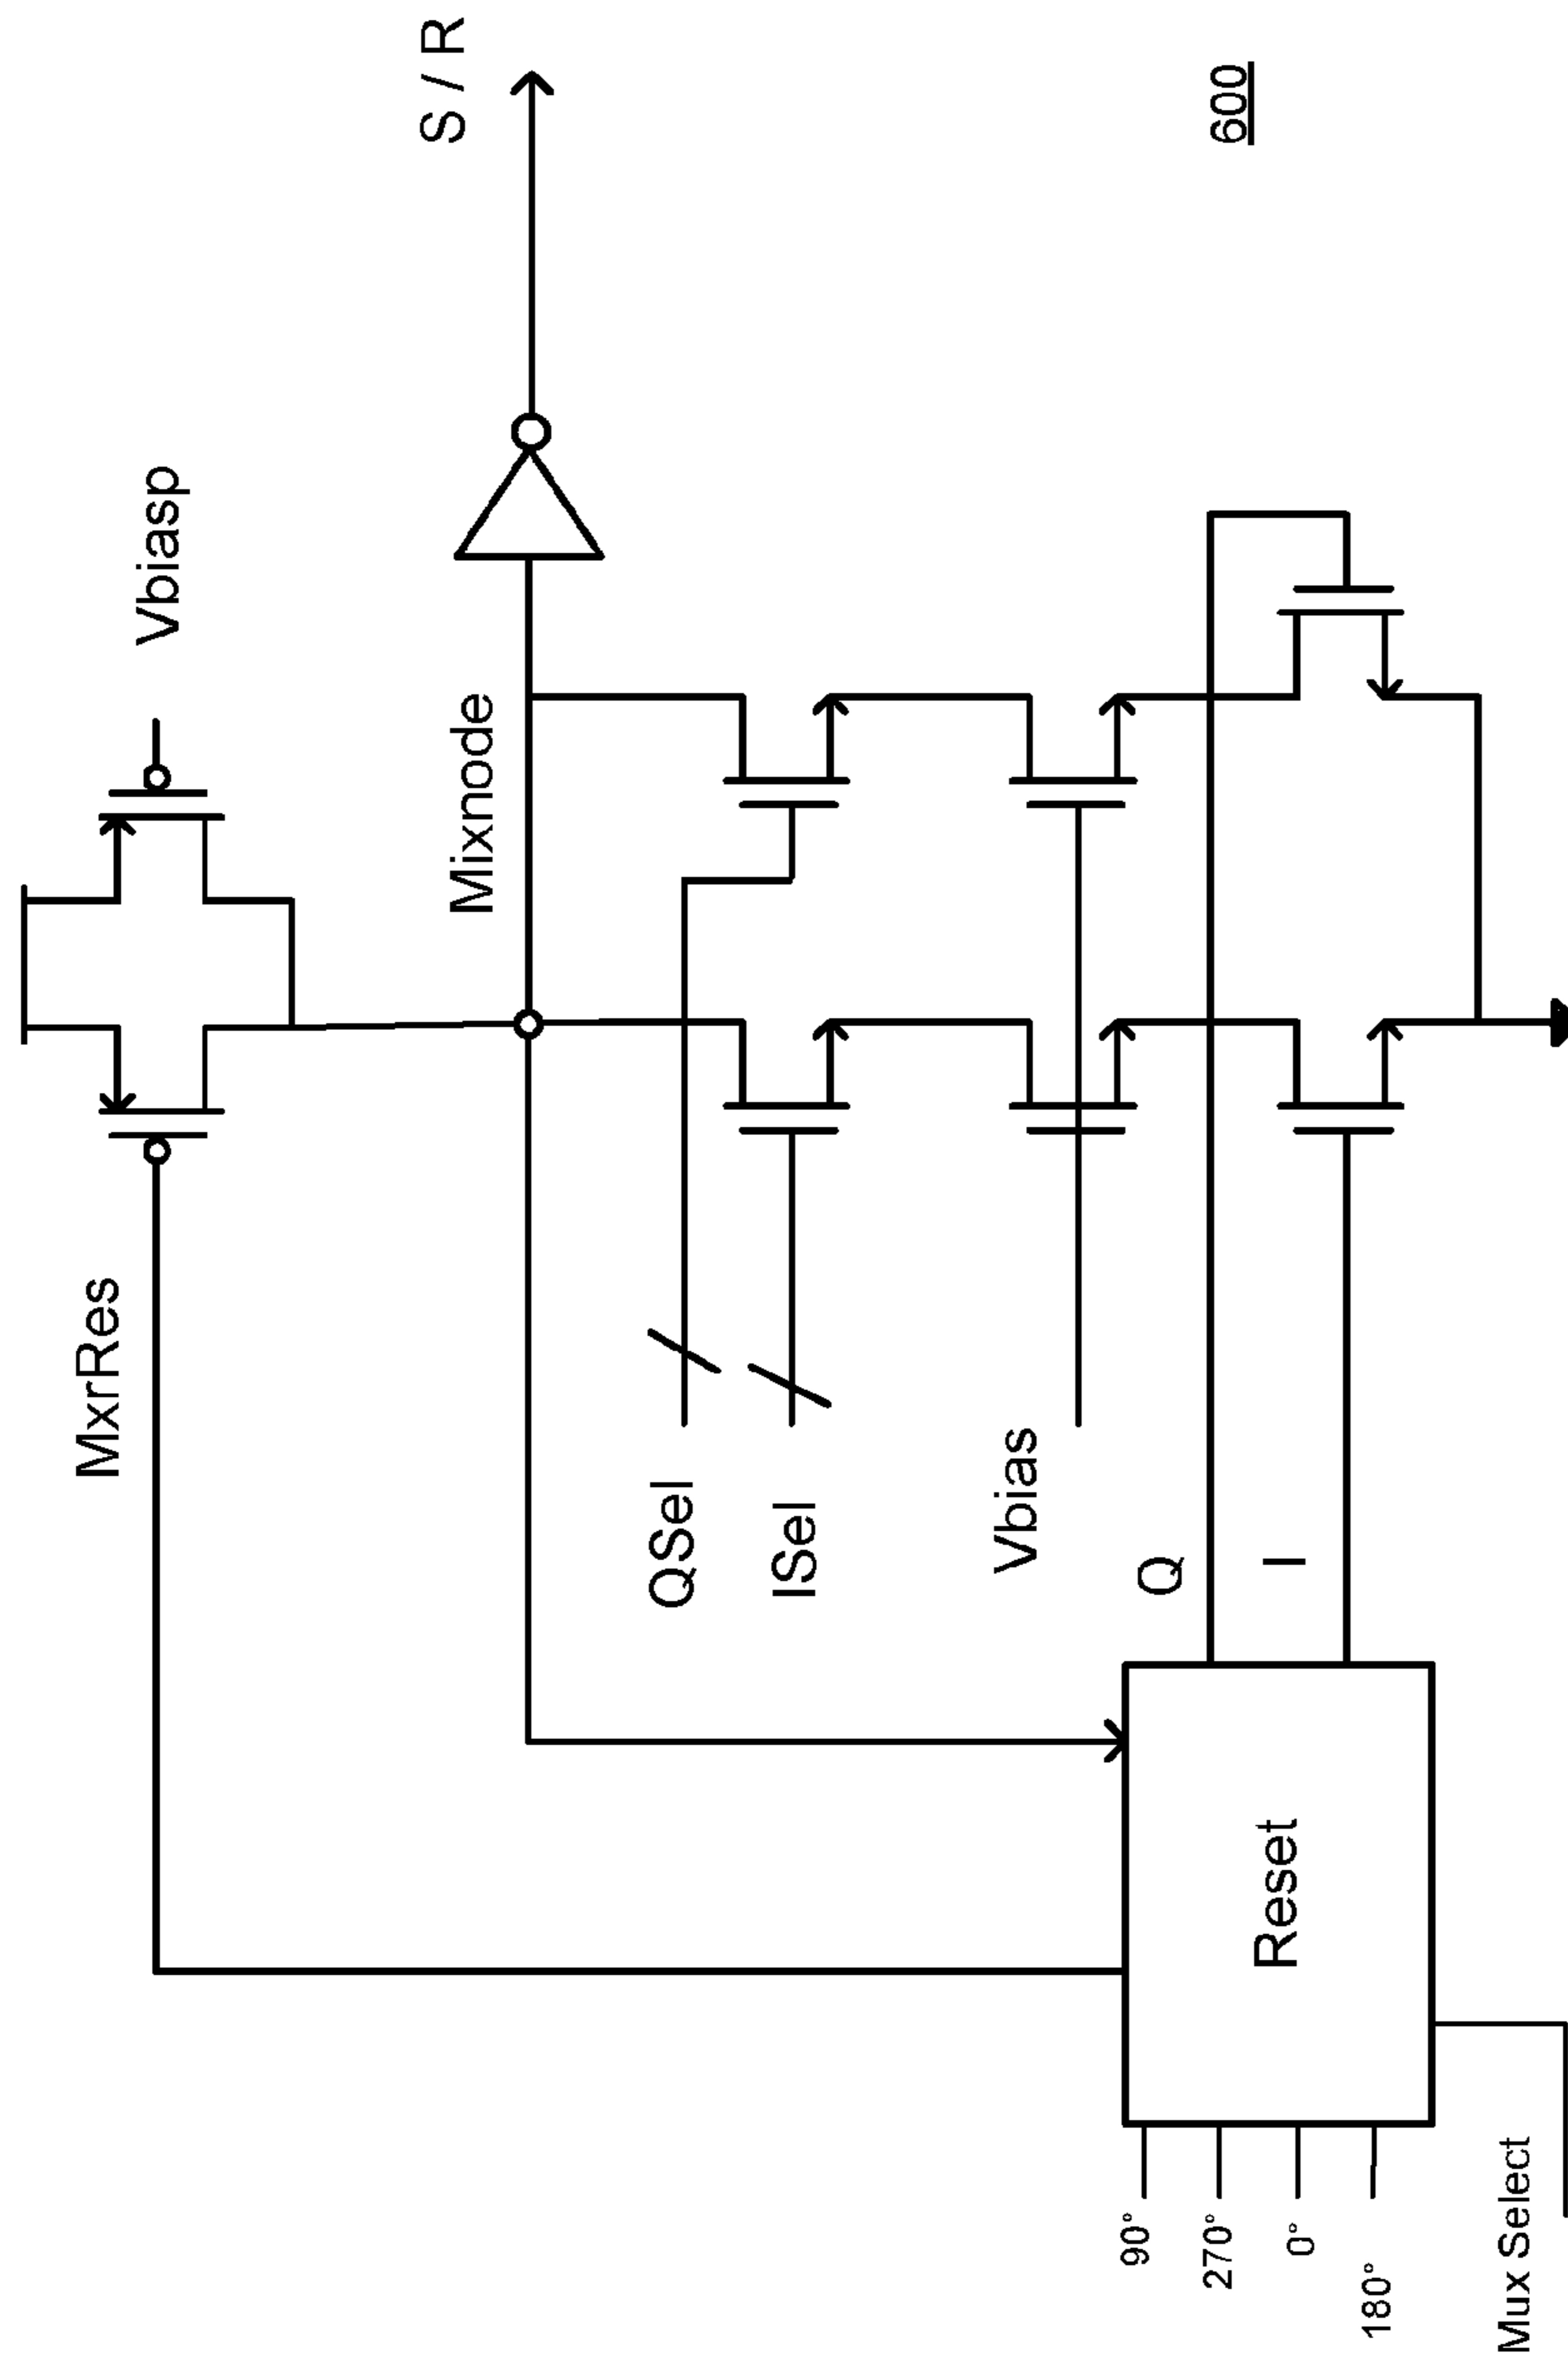 MxrRes
Vbiasp
S / R
Mixnode
QSel
ISel
Vbias
Q
I
600
Reset
90°
270°
0°
180°
Mux Select